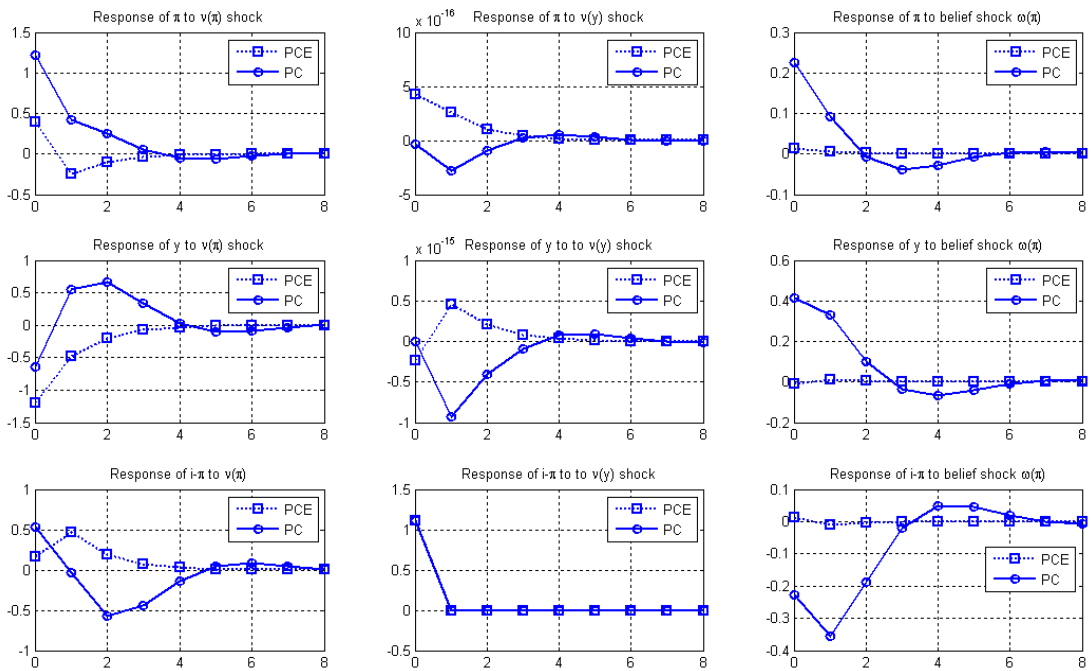 Response of π to ν(π) shock
1.5
1
0.5
0
-0.5
0 2 4 6 8
PCE
PC
Response of π to ν(y) shock
x 10^-16
10
5
0
-5
0 2 4 6 8
PCE
PC
Response of π to belief shock ω(π)
0.3
0.2
0.1
0
-0.1
0 2 4 6 8
PCE
PC
Response of y to ν(π) shock
1
0.5
0
-0.5
-1
-1.5
0 2 4 6 8
PCE
PC
Response of y to to ν(y) shock
x 10^-15
1
0.5
0
-0.5
-1
0 2 4 6 8
PCE
PC
Response of y to belief shock ω(π)
0.6
0.4
0.2
0
-0.2
0 2 4 6 8
PCE
PC
Response of i-π to ν(π)
1
0.5
0
-0.5
-1
0 2 4 6 8
PCE
PC
Response of i-π to to ν(y) shock
1.5
1
0.5
0
-0.5
0 2 4 6 8
PCE
PC
Response of i-π to belief shock ω(π)
0.1
0
-0.1
-0.2
-0.3
-0.4
0 2 4 6 8
PCE
PC